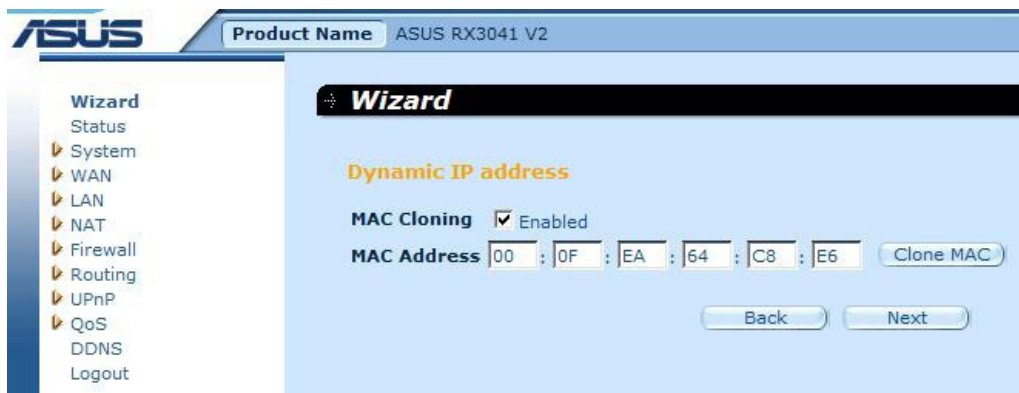 ASUS
Product Name ASUS RX3041 V2
Wizard
Status
System
WAN
LAN
NAT
Firewall
Routing
UPnP
QoS
DDNS
Logout
Wizard
Dynamic IP address
MAC Cloning Enabled
MAC Address 00 : 0F : EA : 64 : C8 : E6 Clone MAC
Back Next